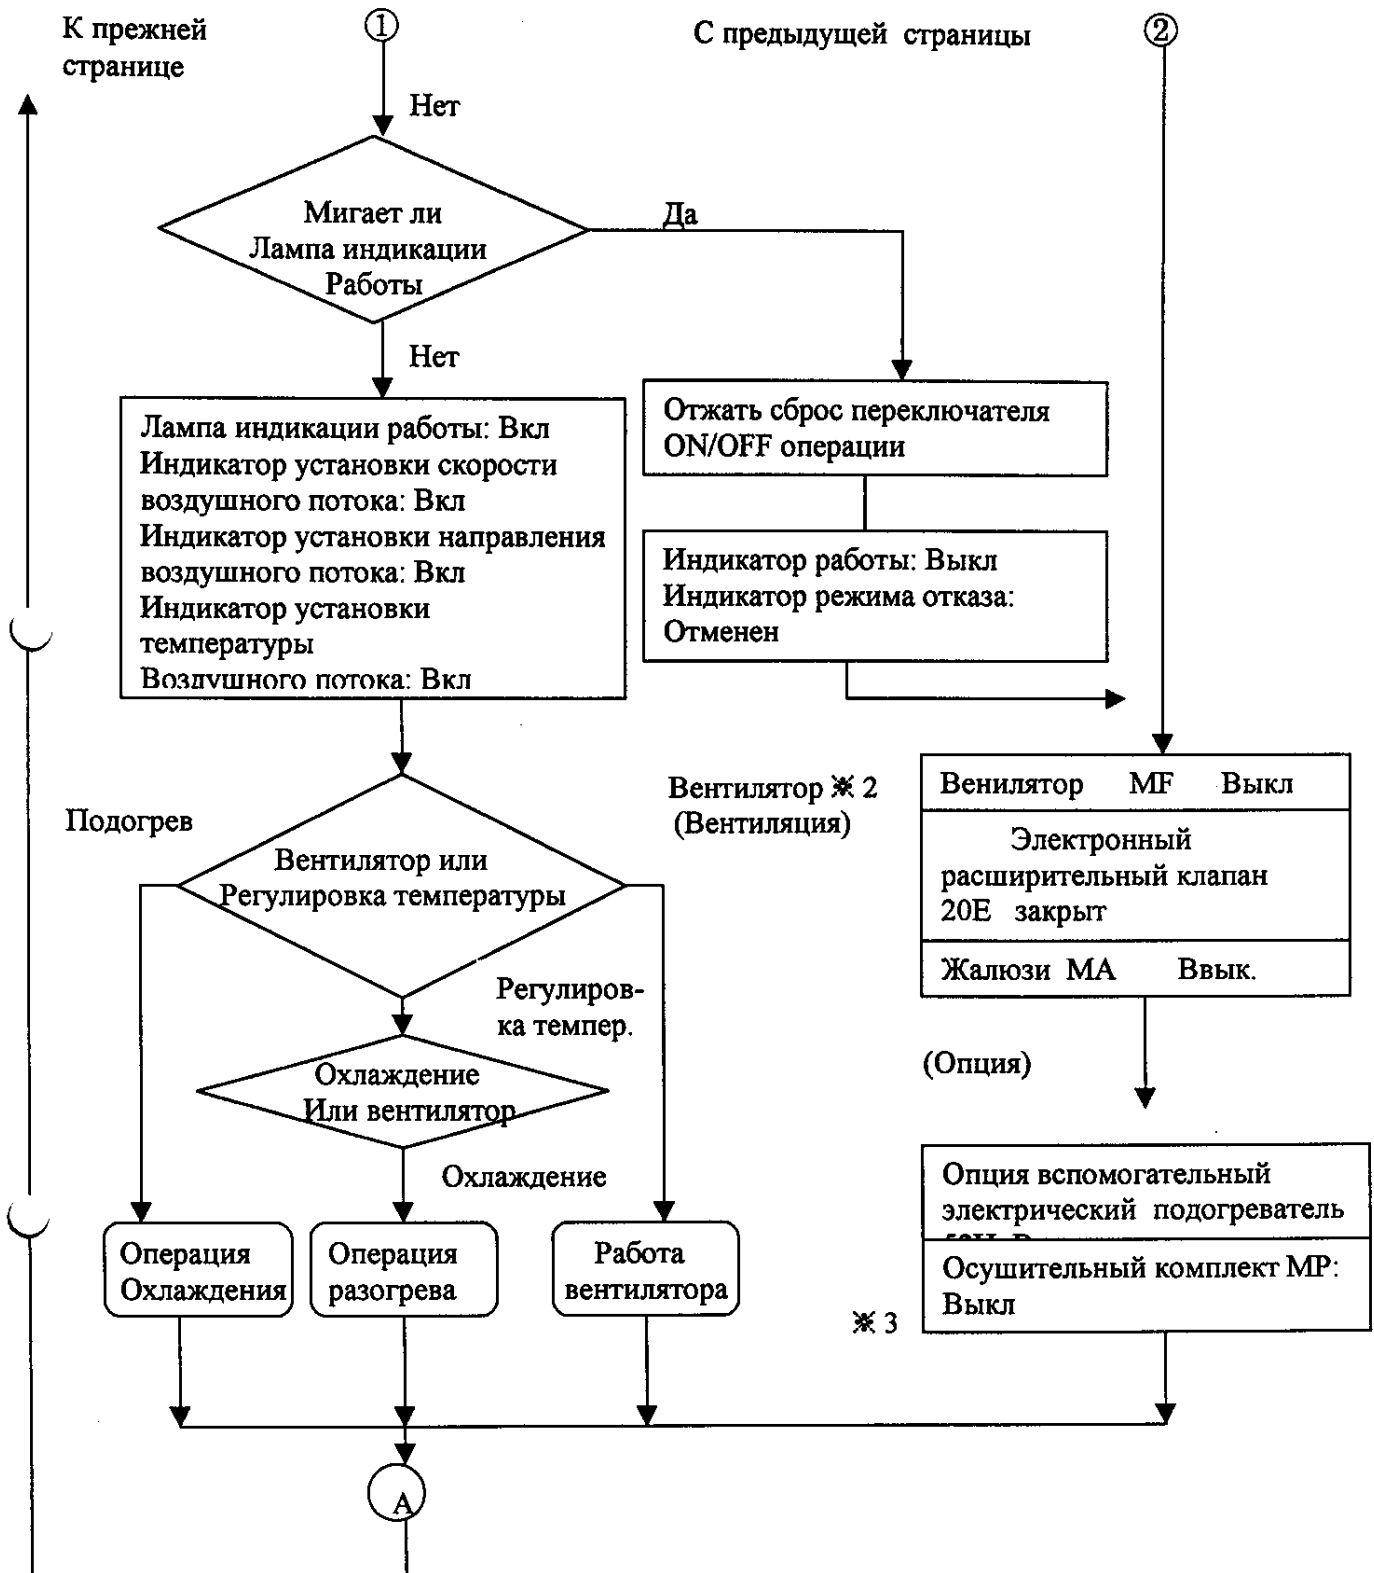 К прежней
странице
①
С предыдущей страницы
②
Нет
Мигает ли
Лампа индикации
Работы
Да
Нет
Лампа индикации работы: Вкл
Индикатор установки скорости
воздушного потока: Вкл
Индикатор установки направления
воздушного потока: Вкл
Индикатор установки
температуры
Воздушного потока: Вкл
Отжать сброс переключателя
ON/OFF операции
Индикатор работы: Выкл
Индикатор режима отказа:
Отменен
Подогрев
Вентилятор или
Регулировка температуры
Вентилятор ※ 2
(Вентиляция)
Венилятор MF Выкл
Электронный
расширительный клапан
20E закрыт
Жалюзи MA Ввык.
Регулиров-
ка темпер.
Охлаждение
Или вентилятор
Охлаждение
(Опция)
Операция
Охлаждения
Операция
разогрева
Работа
вентилятора
Опция вспомогательный
электрический подогреватель
Осушительный комплект МР:
Выкл
※ 3
А